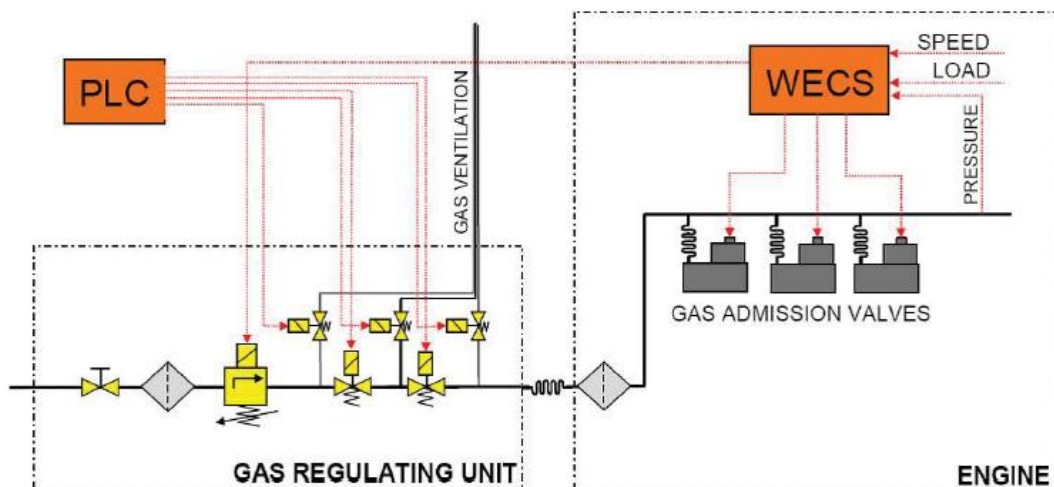 PLC
GAS VENTILATION
WECS
SPEED
LOAD
PRESSURE
GAS ADMISSION VALVES
GAS REGULATING UNIT
ENGINE